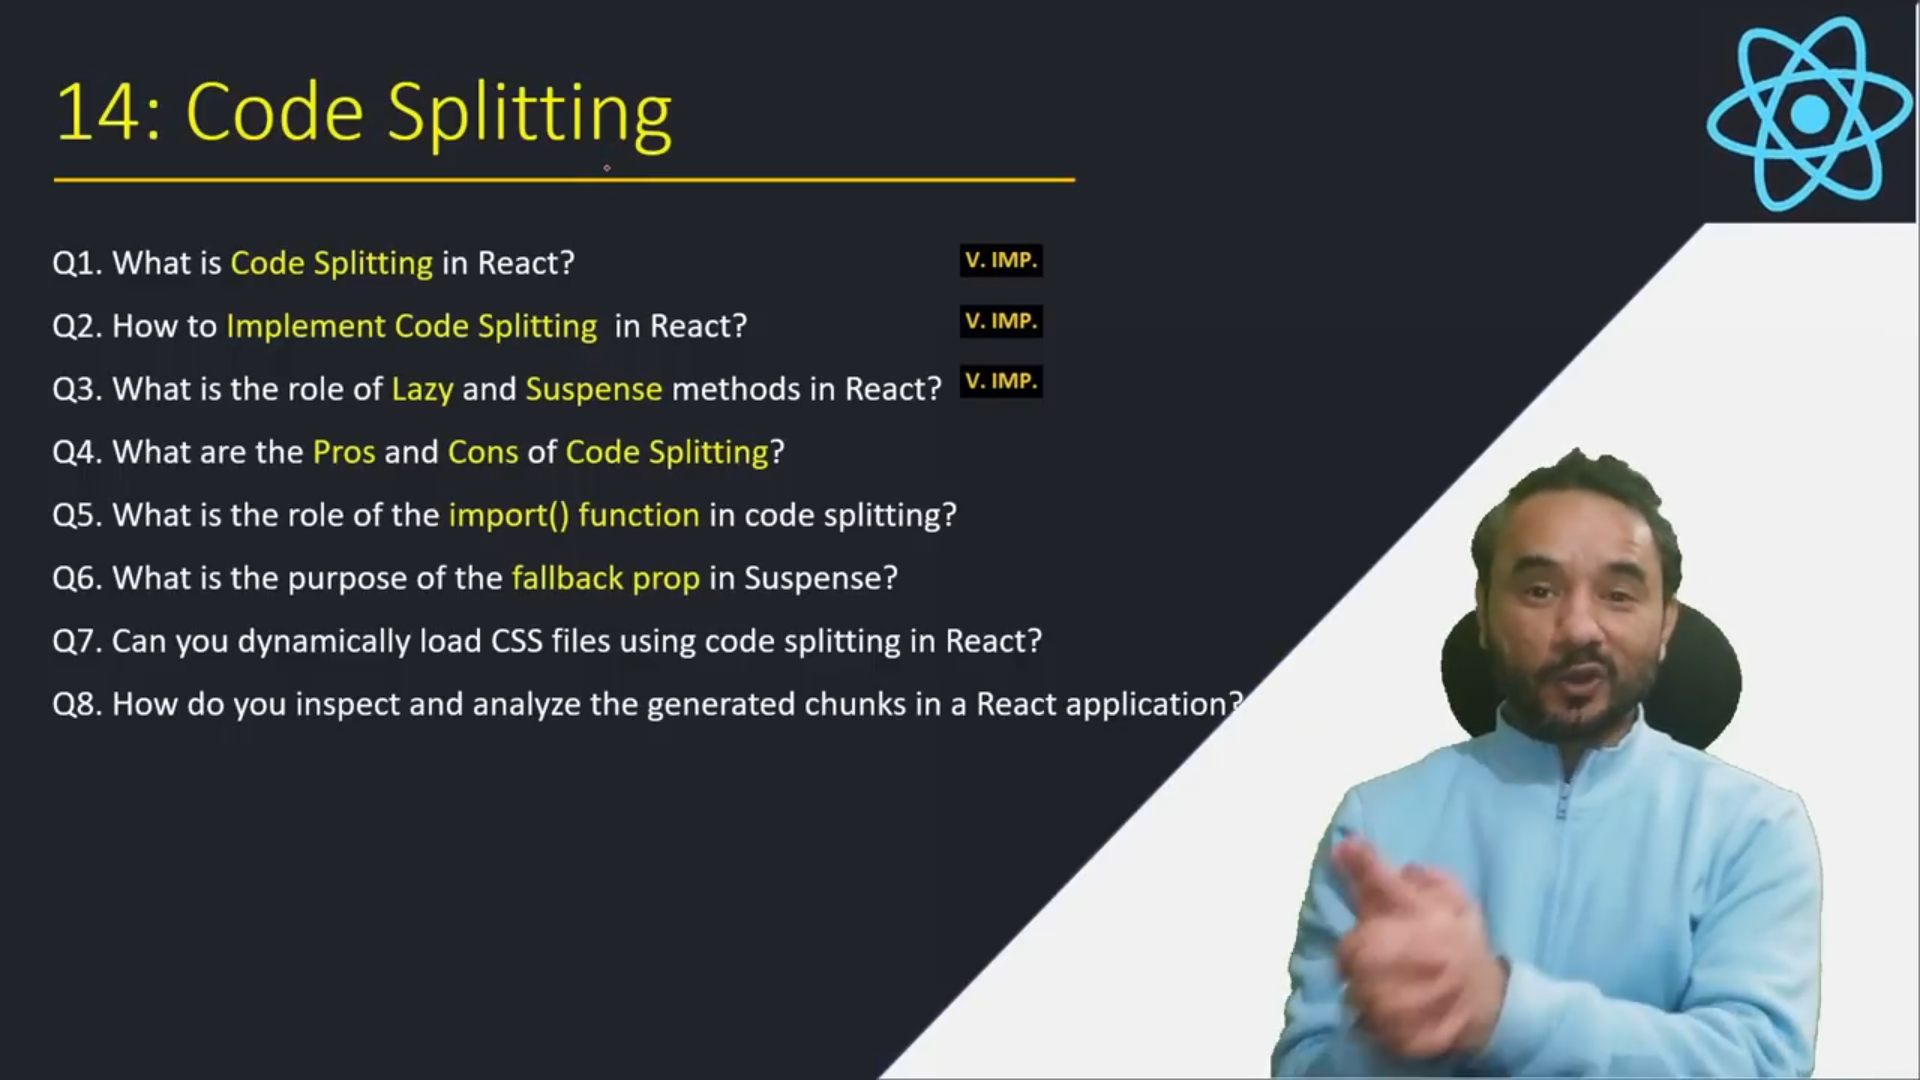 14: Code Splitting
Q1. What is Code Splitting in React? V. IMP.
Q2. How to Implement Code Splitting in React? V. IMP.
Q3. What is the role of Lazy and Suspense methods in React? V. IMP.
Q4. What are the Pros and Cons of Code Splitting?
Q5. What is the role of the import() function in code splitting?
Q6. What is the purpose of the fallback prop in Suspense?
Q7. Can you dynamically load CSS files using code splitting in React?
Q8. How do you inspect and analyze the generated chunks in a React application?